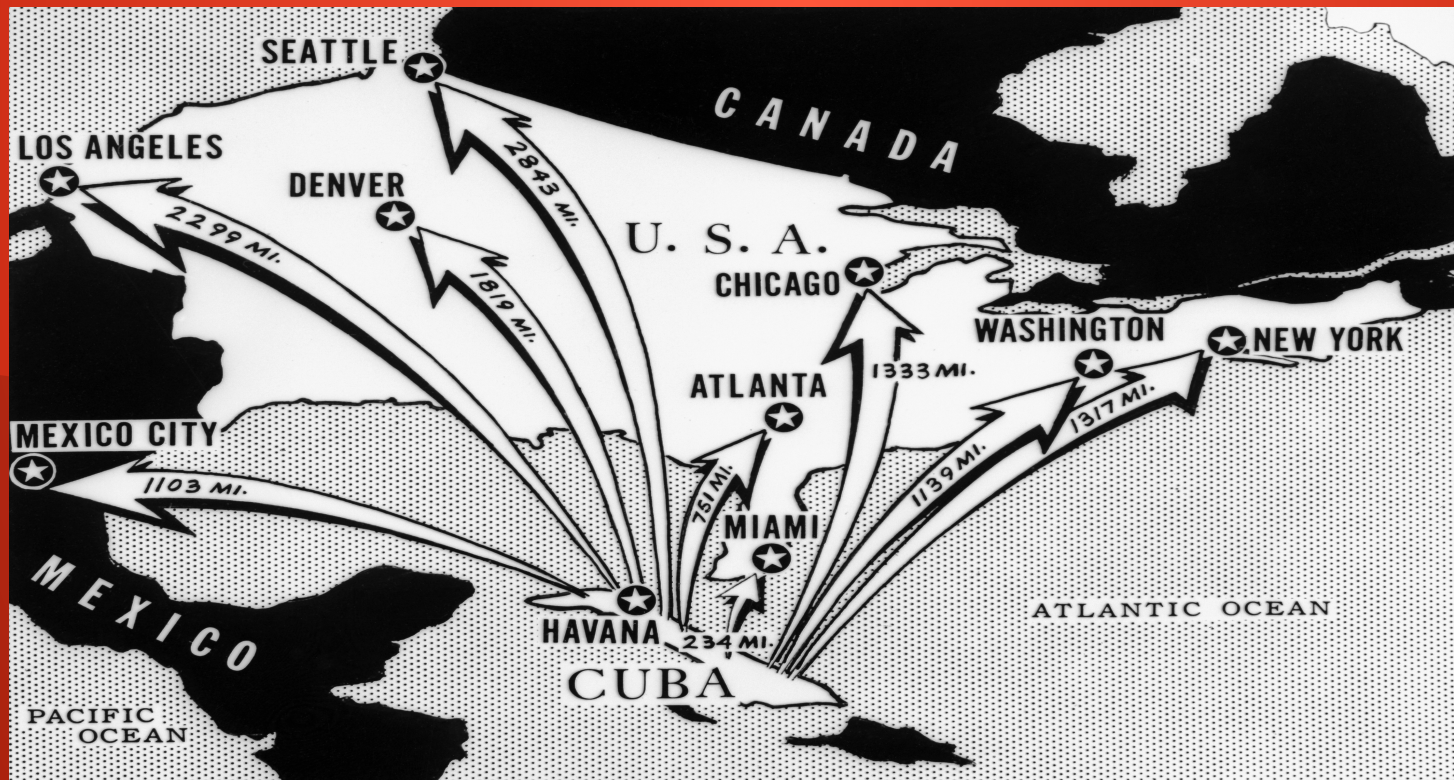 SEATTLE
CANADA
LOS ANGELES
2843 MI.
DENVER
2299 MI.
U. S. A.
CHICAGO
1819 MI.
WASHINGTON
NEW YORK
1333 MI.
ATLANTA
1317 MI.
MEXICO CITY
1103 MI.
751 MI.
1139 MI.
MIAMI
MEXICO
HAVANA
234 MI.
ATLANTIC OCEAN
CUBA
PACIFIC
OCEAN